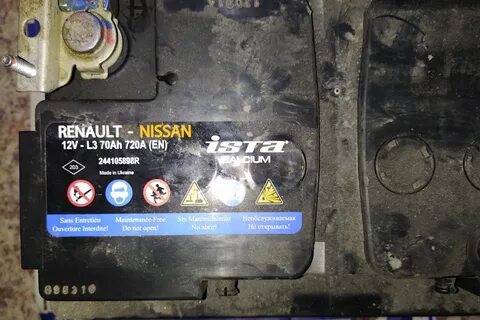 RENAULT - NISSAN
12V - L3 70Ah 720A (EN)
ista
CALCIUM
244105898R
203
Made in Ukraine
Sans Entretien
Ouverture Interdite!
Maintenance Free
Do not open!
Sin Mantenimiento
No abrir!
Необслуживаемая
Не открывать!